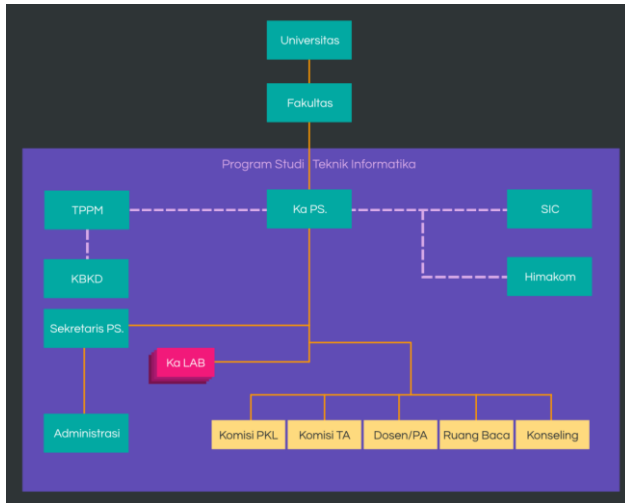 Universitas
Fakultas
Program Studi Teknik Informatika
TPPM
Ka PS.
SIC
KBKD
Himakom
Sekretaris PS.
Ka LAB
Administrasi
Komisi PKL
Komisi TA
Dosen/PA
Ruang Baca
Konseling